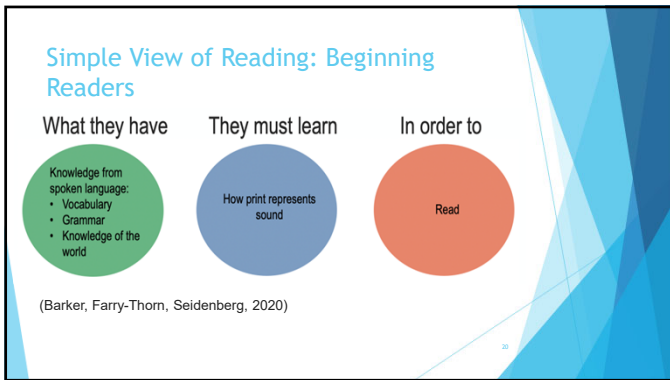 Simple View of Reading: Beginning
Readers
What they have
They must learn
In order to
Knowledge from
spoken language:
• Vocabulary
• Grammar
• Knowledge of the
world
How print represents
sound
Read
(Barker, Farry-Thorn, Seidenberg, 2020)
20